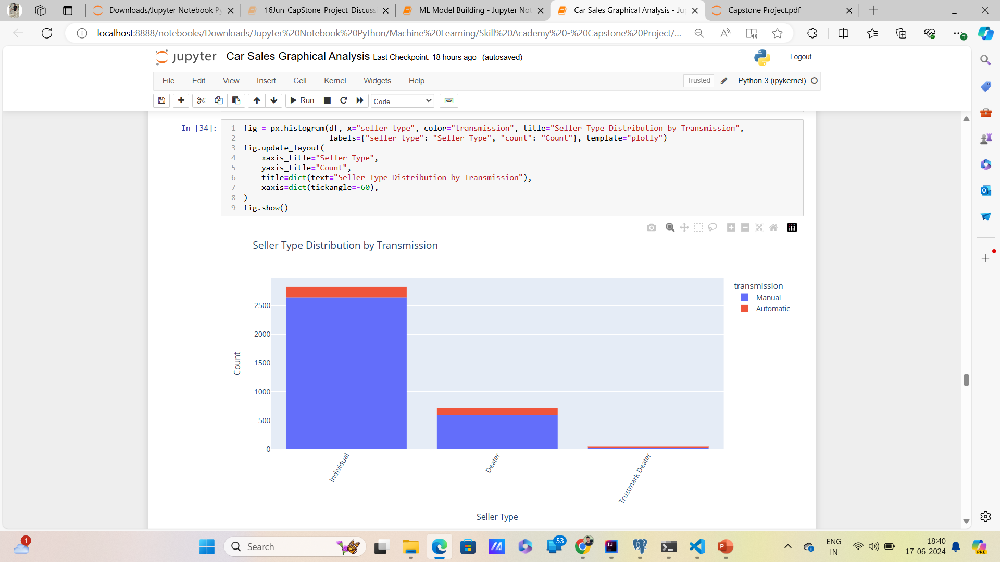 Downloads/Jupyter Notebook Py
16Jun_CapStone_Project_Discuss
ML Model Building - Jupyter Not
Car Sales Graphical Analysis - Jup
Capstone Project.pdf
localhost:8888/notebooks/Downloads/Jupyter%20Notebook%20Python/Machine%20Learning/Skill%20Academy%20-%20Capstone%20Project/...
jupyter Car Sales Graphical Analysis Last Checkpoint: 18 hours ago (autosaved)
Logout
File Edit View Insert Cell Kernel Widgets Help
Trusted
Python 3 (ipykernel)
Run
Code
In [34]:
1 fig = px.histogram(df, x="seller_type", color="transmission", title="Seller Type Distribution by Transmission",
2 labels={"seller_type": "Seller Type", "count": "Count"}, template="plotly")
3 fig.update_layout(
4 xaxis_title="Seller Type",
5 yaxis_title="Count",
6 title=dict(text="Seller Type Distribution by Transmission"),
7 xaxis=dict(tickangle=-60),
8 )
9 fig.show()
Seller Type Distribution by Transmission
transmission
Manual
Automatic
2500
2000
1500
1000
500
0
Count
Individual
Dealer
Trustmark Dealer
Seller Type
1
Search
53
IJ
P
ENG
IN
18:40
17-06-2024
PRE